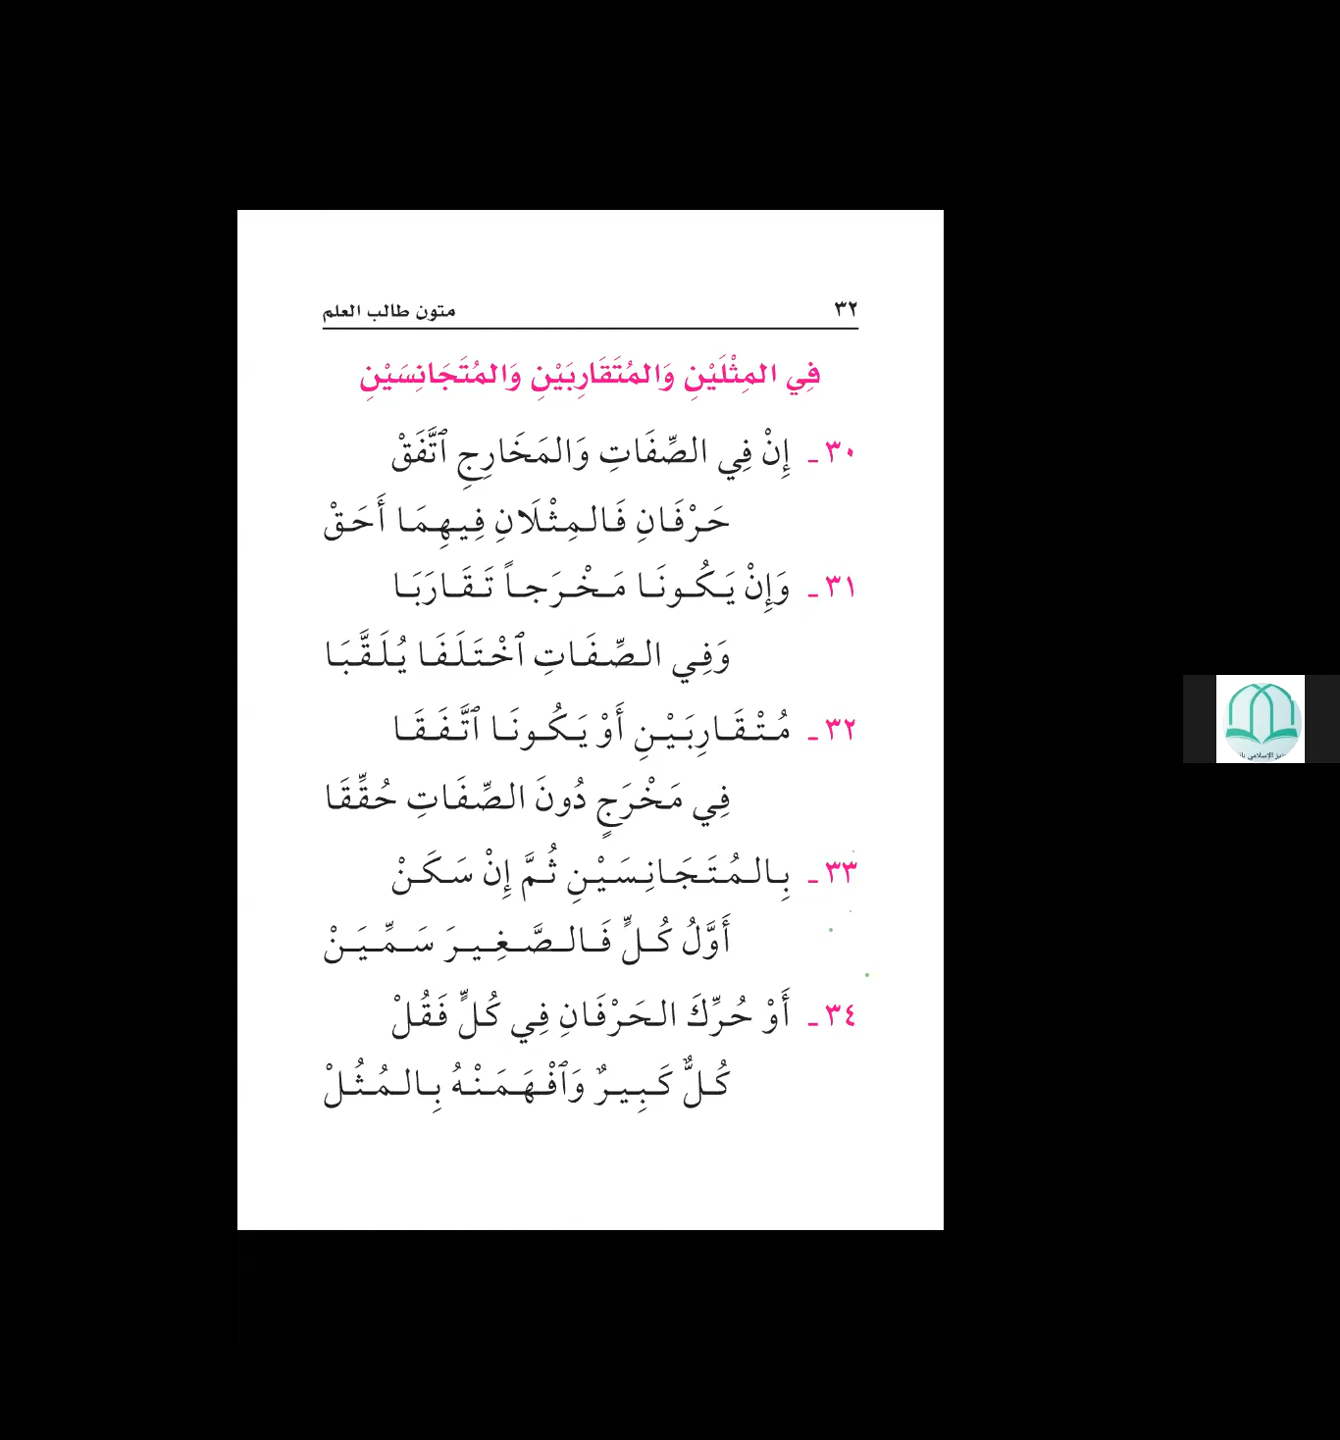 ٣٢ متون طالب العلم
فِي المِثْلَيْنِ وَالمُتَقَارِبَيْنِ وَالمُتَجَانِسَيْنِ
٣٠ ـ إِنْ فِي الصِّفَاتِ وَالمَخَارِجِ ٱتَّفَقْ
حَرْفَانِ فَالمِثْلَانِ فِيهِمَا أَحَقْ
٣١ ـ وَإِنْ يَكُونَا مَخْرَجاً تَقَارَبَا
وَفِي الصِّفَاتِ ٱخْتَلَفَا يُلَقَّبَا
٣٢ ـ مُتْقَارِبَيْنِ أَوْ يَكُونَا ٱتَّفَقَا
فِي مَخْرَجٍ دُونَ الصِّفَاتِ حُقِّقَا
٣٣ ـ بِالمُتَجَانِسَيْنِ ثُمَّ إِنْ سَكَنْ
أَوَّلُ كُلٍّ فَالصَّغِيرَ سَمِّيَنْ
٣٤ ـ أَوْ حُرِّكَ الحَرْفَانِ فِي كُلٍّ فَقُلْ
كُلٌّ كَبِيرٌ وَٱفْهَمَنْهُ بِالمُثُلْ